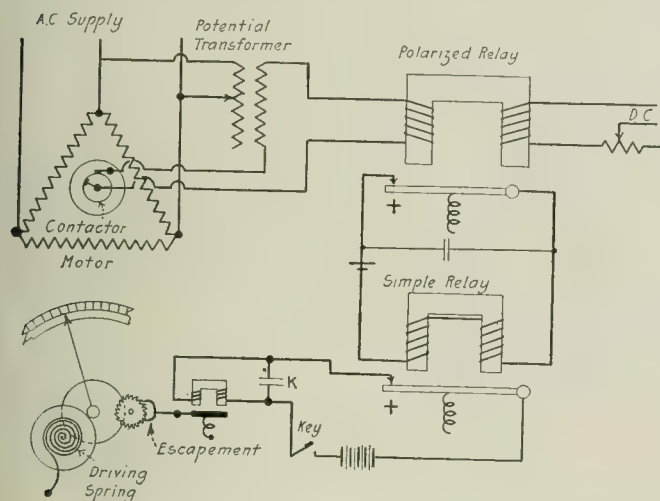 A.C Supply
Potential
Transformer
Polarized Relay
D C
Contactor
Motor
+
Simple Relay
K
+
Key
Escapement
Driving
Spring